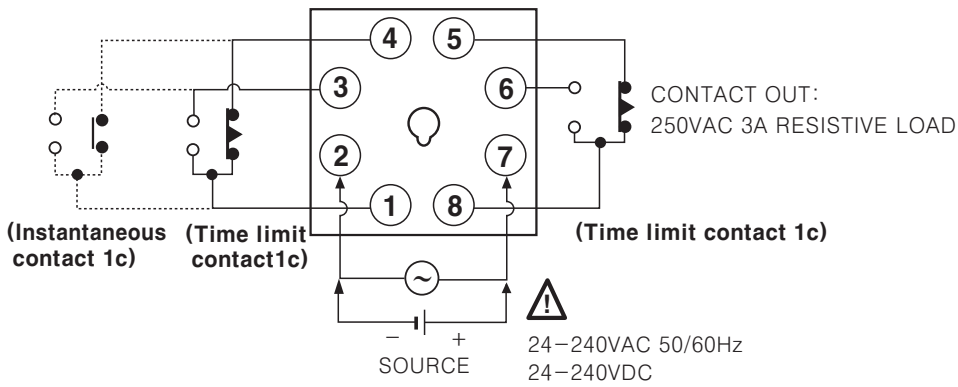 4 5
3 6
2 7
1 8
CONTACT OUT:
250VAC 3A RESISTIVE LOAD
(Instantaneous
contact 1c)
(Time limit
contact1c)
(Time limit contact 1c)
~
− +
SOURCE
!
24−240VAC 50/60Hz
24−240VDC